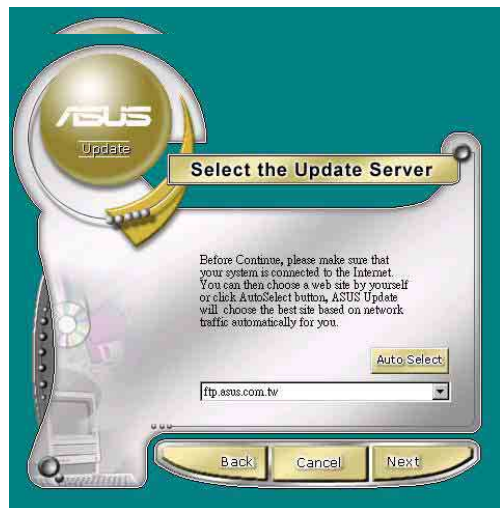 ASUS
Update
Select the Update Server
Before Continue, please make sure that
your system is connected to the Internet.
You can then choose a web site by yourself
or click AutoSelect button, ASUS Update
will choose the best site based on network
traffic automatically for you.
Auto Select
ftp.asus.com.tw
Back
Cancel
Next